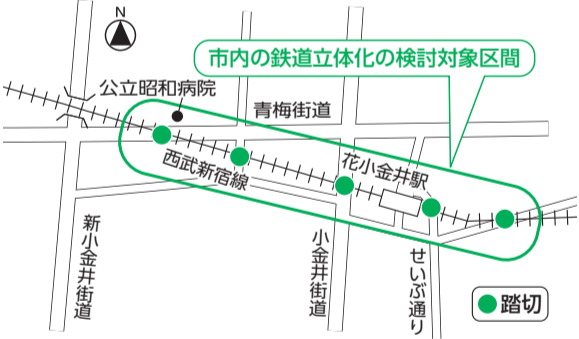 N
市内の鉄道立体化の検討対象区間
公立昭和病院
青梅街道
西武新宿線
花小金井駅
新小金井街道
小金井街道
せいぶ通り
踏切